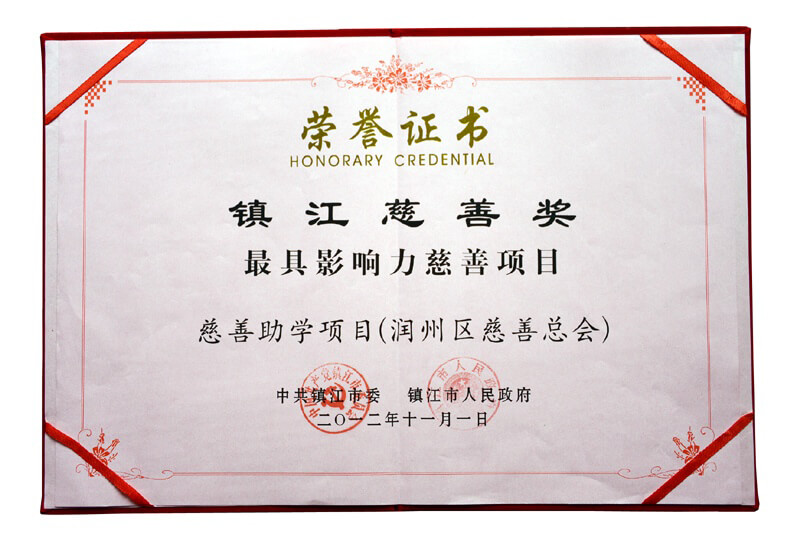 荣誉证书
HONORARY CREDENTIAL
镇江慈善奖
最具影响力慈善项目
慈善助学项目(润州区慈善总会)
中共镇江市委 镇江市人民政府
二〇一二年十一月一日